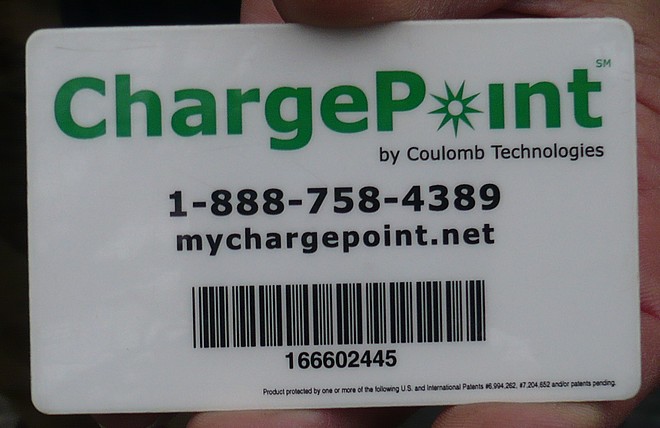 ChargePoint SM
by Coulomb Technologies
1-888-758-4389
mychargepoint.net
166602445
Product protected by one or more of the following U.S. and International Patents #6,994,262, #7,204,652 and/or patents pending.